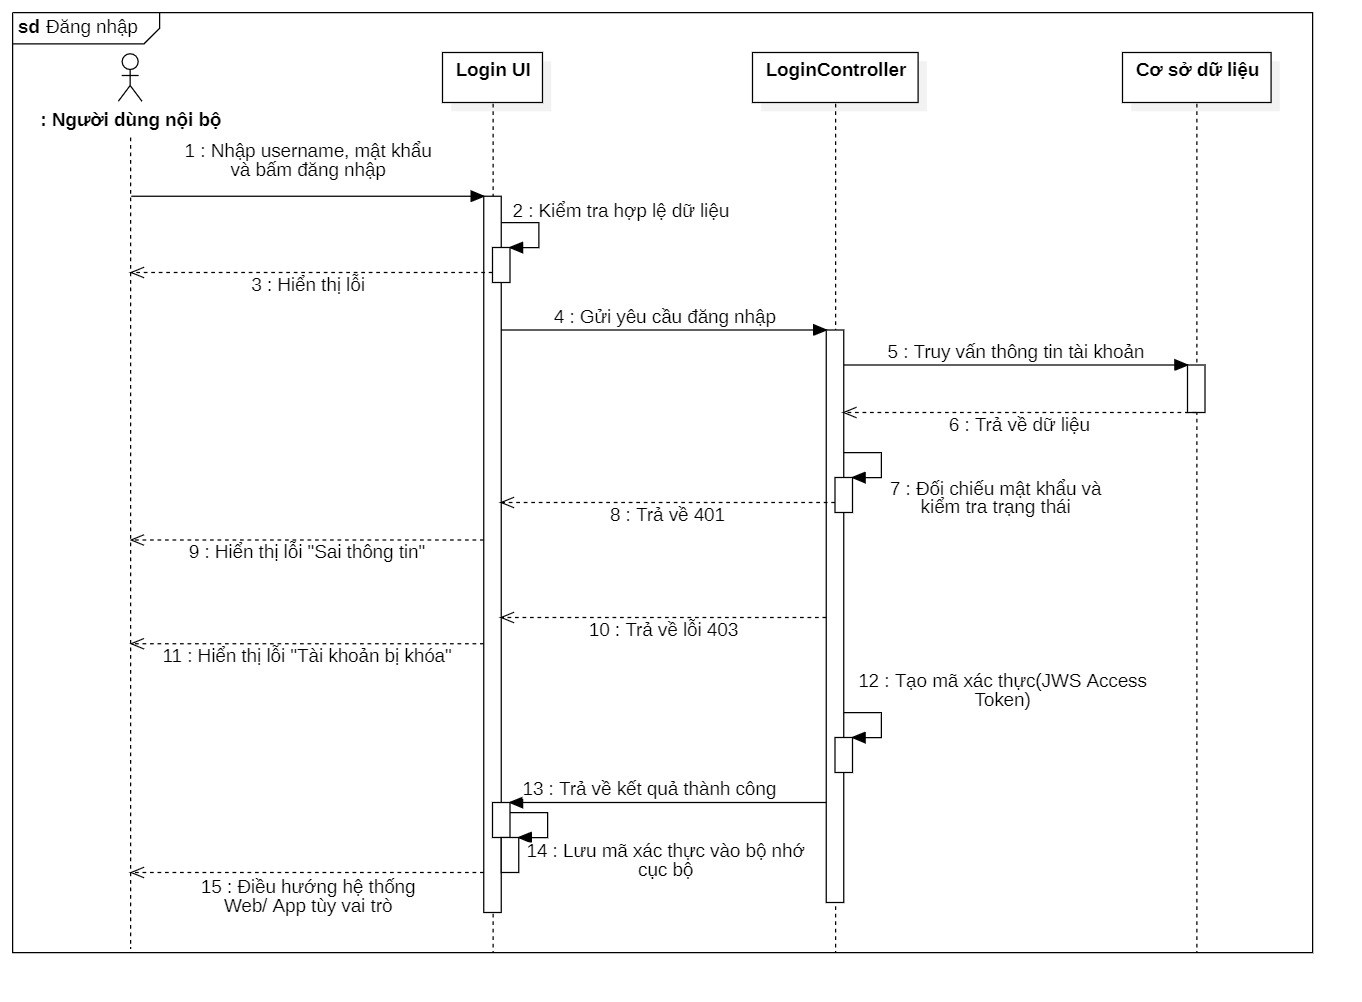 sd Đăng nhập
Login UI
LoginController
Cơ sở dữ liệu
: Người dùng nội bộ
1 : Nhập username, mật khẩu
và bấm đăng nhập
2 : Kiểm tra hợp lệ dữ liệu
3 : Hiển thị lỗi
4 : Gửi yêu cầu đăng nhập
5 : Truy vấn thông tin tài khoản
6 : Trả về dữ liệu
7 : Đối chiếu mật khẩu và
kiểm tra trạng thái
8 : Trả về 401
9 : Hiển thị lỗi "Sai thông tin"
10 : Trả về lỗi 403
11 : Hiển thị lỗi "Tài khoản bị khóa"
12 : Tạo mã xác thực(JWS Access
Token)
13 : Trả về kết quả thành công
14 : Lưu mã xác thực vào bộ nhớ
cục bộ
15 : Điều hướng hệ thống
Web/ App tùy vai trò